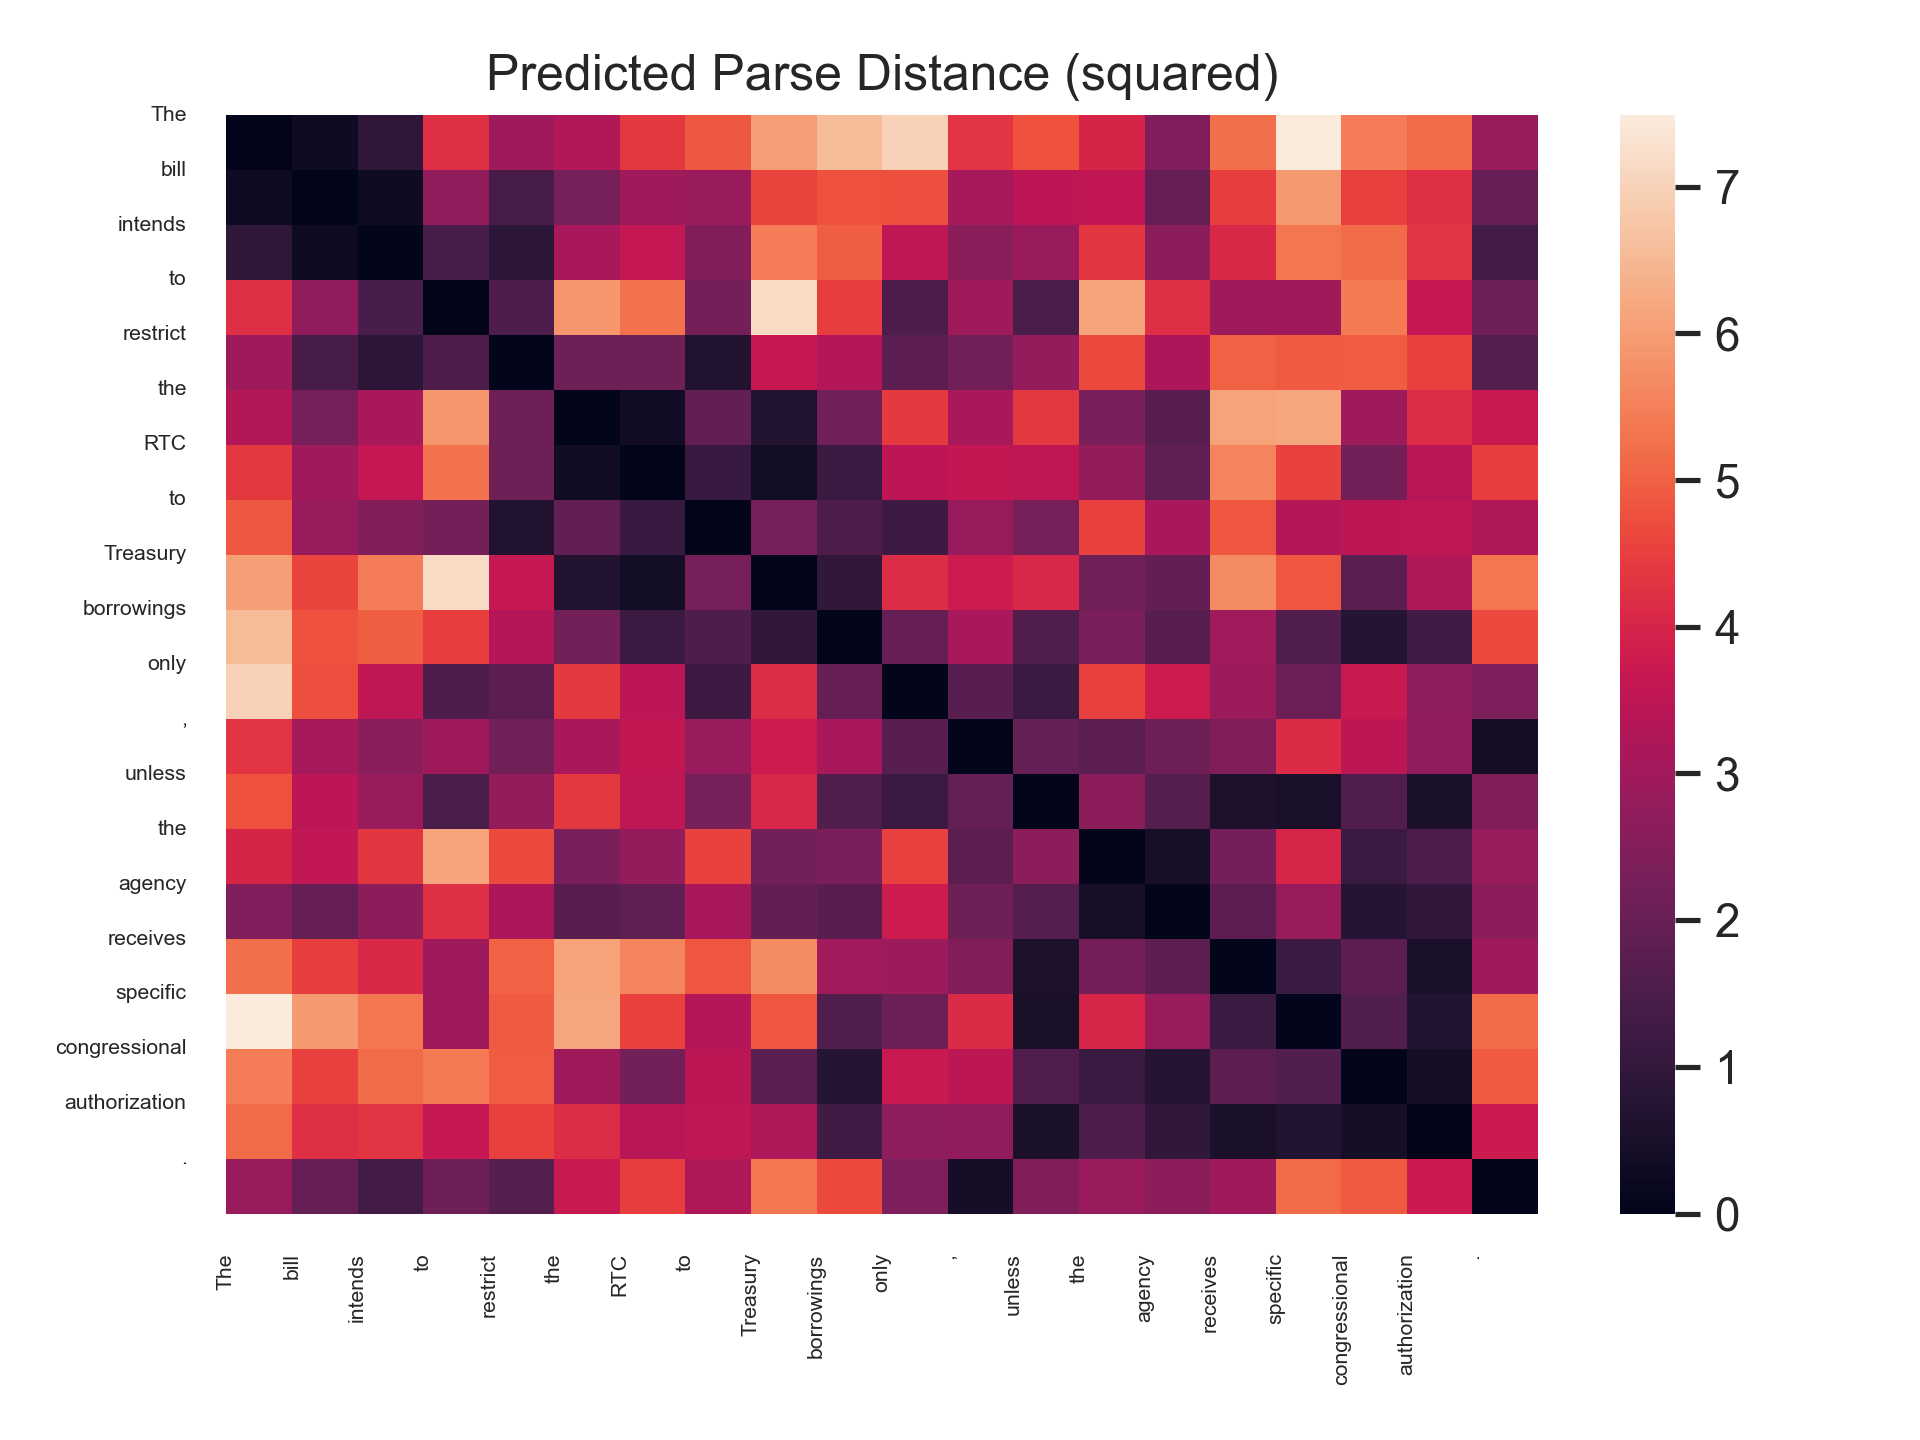 Predicted Parse Distance (squared)
The
bill
intends
to
restrict
the
RTC
to
Treasury
borrowings
only
,
unless
the
agency
receives
specific
congressional
authorization
.
7
6
5
4
3
2
1
0
The
bill
intends
to
restrict
the
RTC
to
Treasury
borrowings
only
,
unless
the
agency
receives
specific
congressional
authorization
.